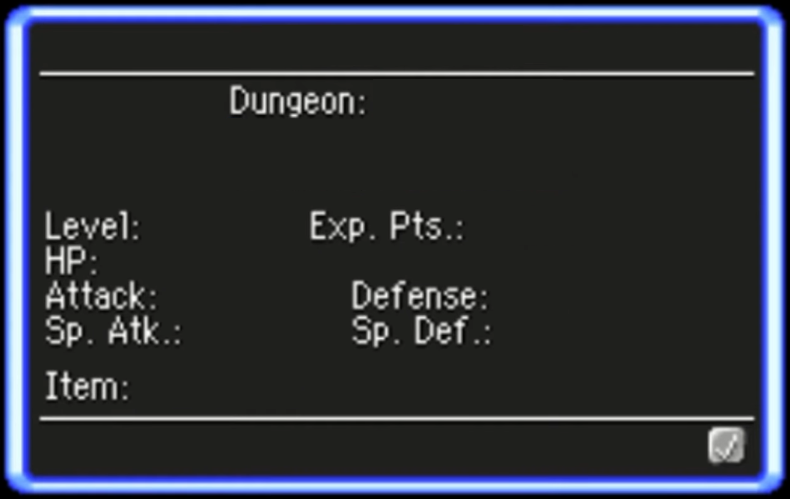 Dungeon:
Level: Exp. Pts.:
HP:
Attack: Defense:
Sp. Atk.: Sp. Def.:
Item: